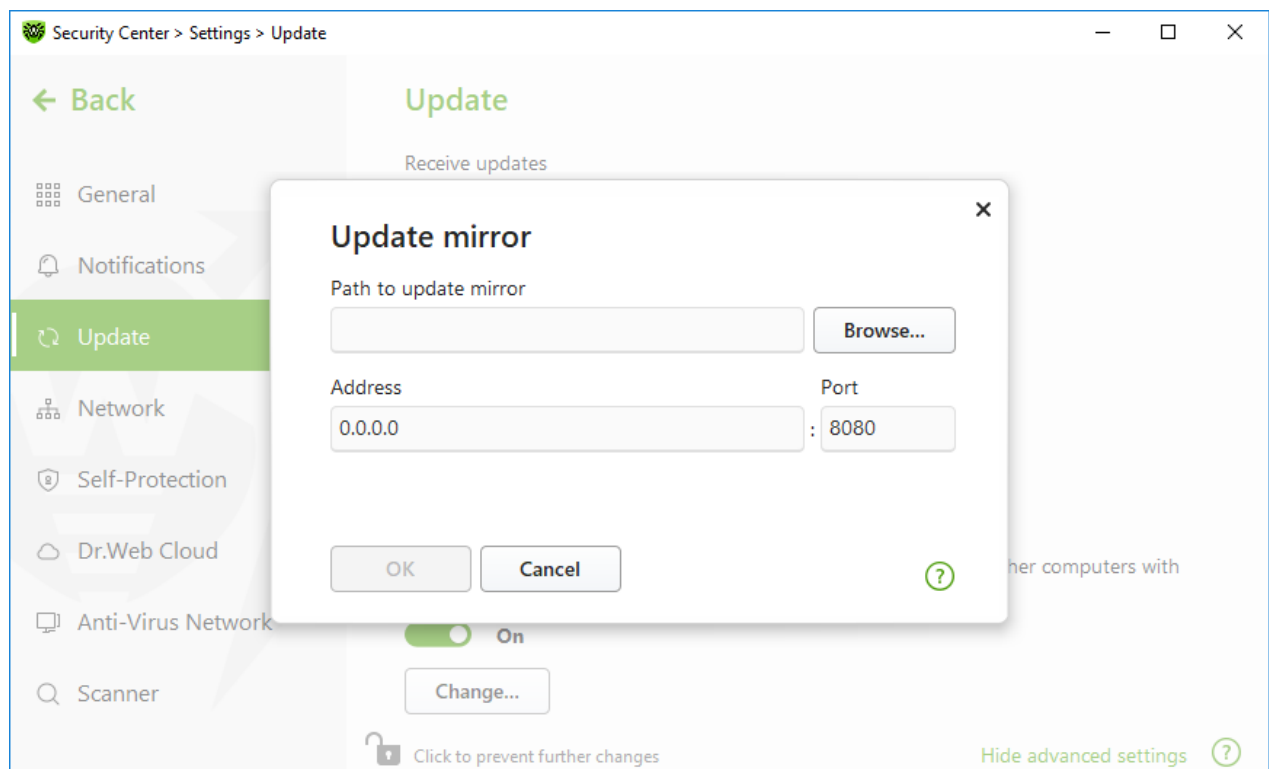 Security Center > Settings > Update
Back
General
Notifications
Update
Network
Self-Protection
Dr.Web Cloud
Anti-Virus Network
Scanner
Update
Receive updates
Update mirror
Path to update mirror
Browse...
Address Port
0.0.0.0 : 8080
OK Cancel ?
her computers with
On
Change...
Click to prevent further changes Hide advanced settings ?